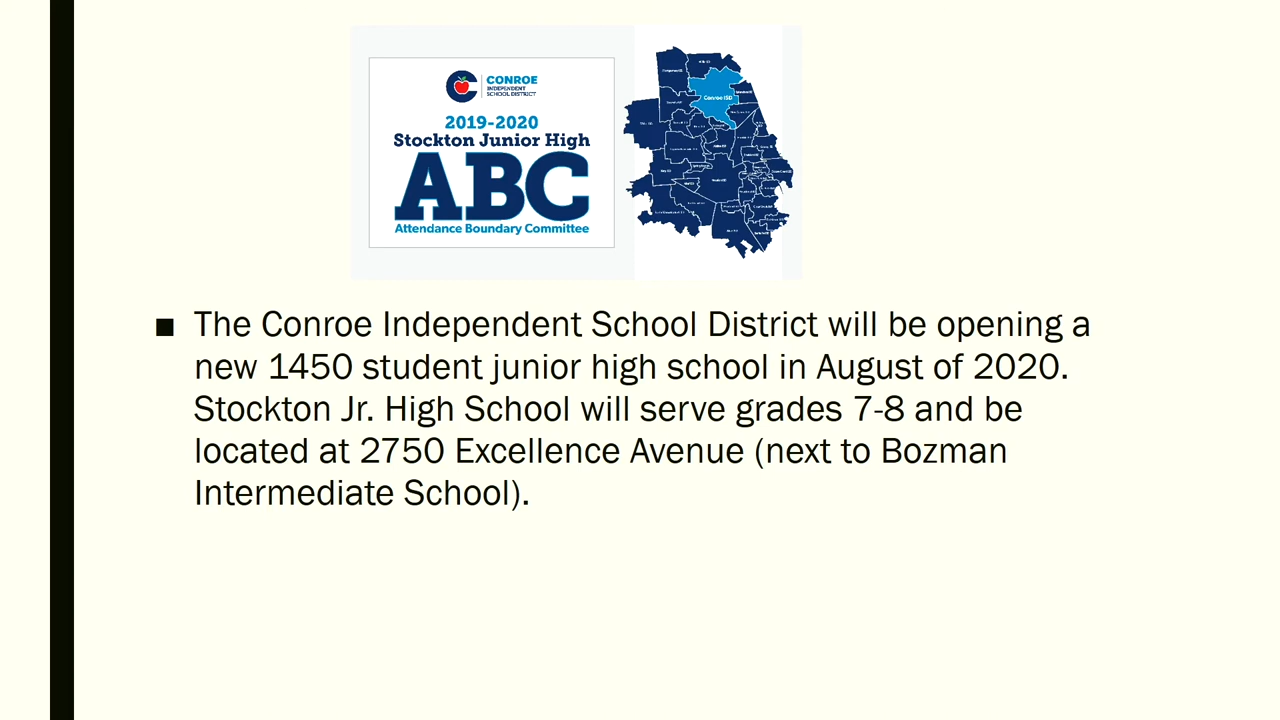 CONROE
INDEPENDENT
SCHOOL DISTRICT
2019-2020
Stockton Junior High
ABC
Attendance Boundary Committee
Conroe ISD
■ The Conroe Independent School District will be opening a
new 1450 student junior high school in August of 2020.
Stockton Jr. High School will serve grades 7-8 and be
located at 2750 Excellence Avenue (next to Bozman
Intermediate School).